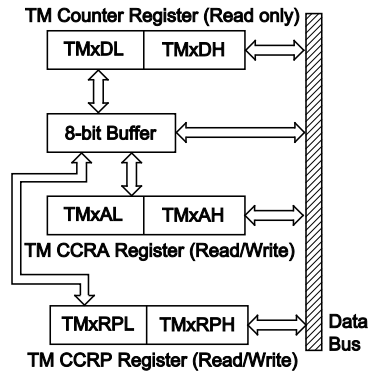 TM Counter Register (Read only)
TMxDL TMxDH
8-bit Buffer
TMxAL TMxAH
TM CCRA Register (Read/Write)
TMxRPL TMxRPH
TM CCRP Register (Read/Write)
Data
Bus